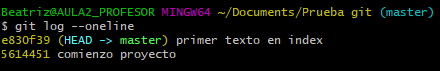 Beatriz@AULA2_PROFESOR MINGW64 ~/Documents/Prueba git (master)
$ git log --oneline
e830f39 (HEAD -> master) primer texto en index
5614451 comienzo proyecto